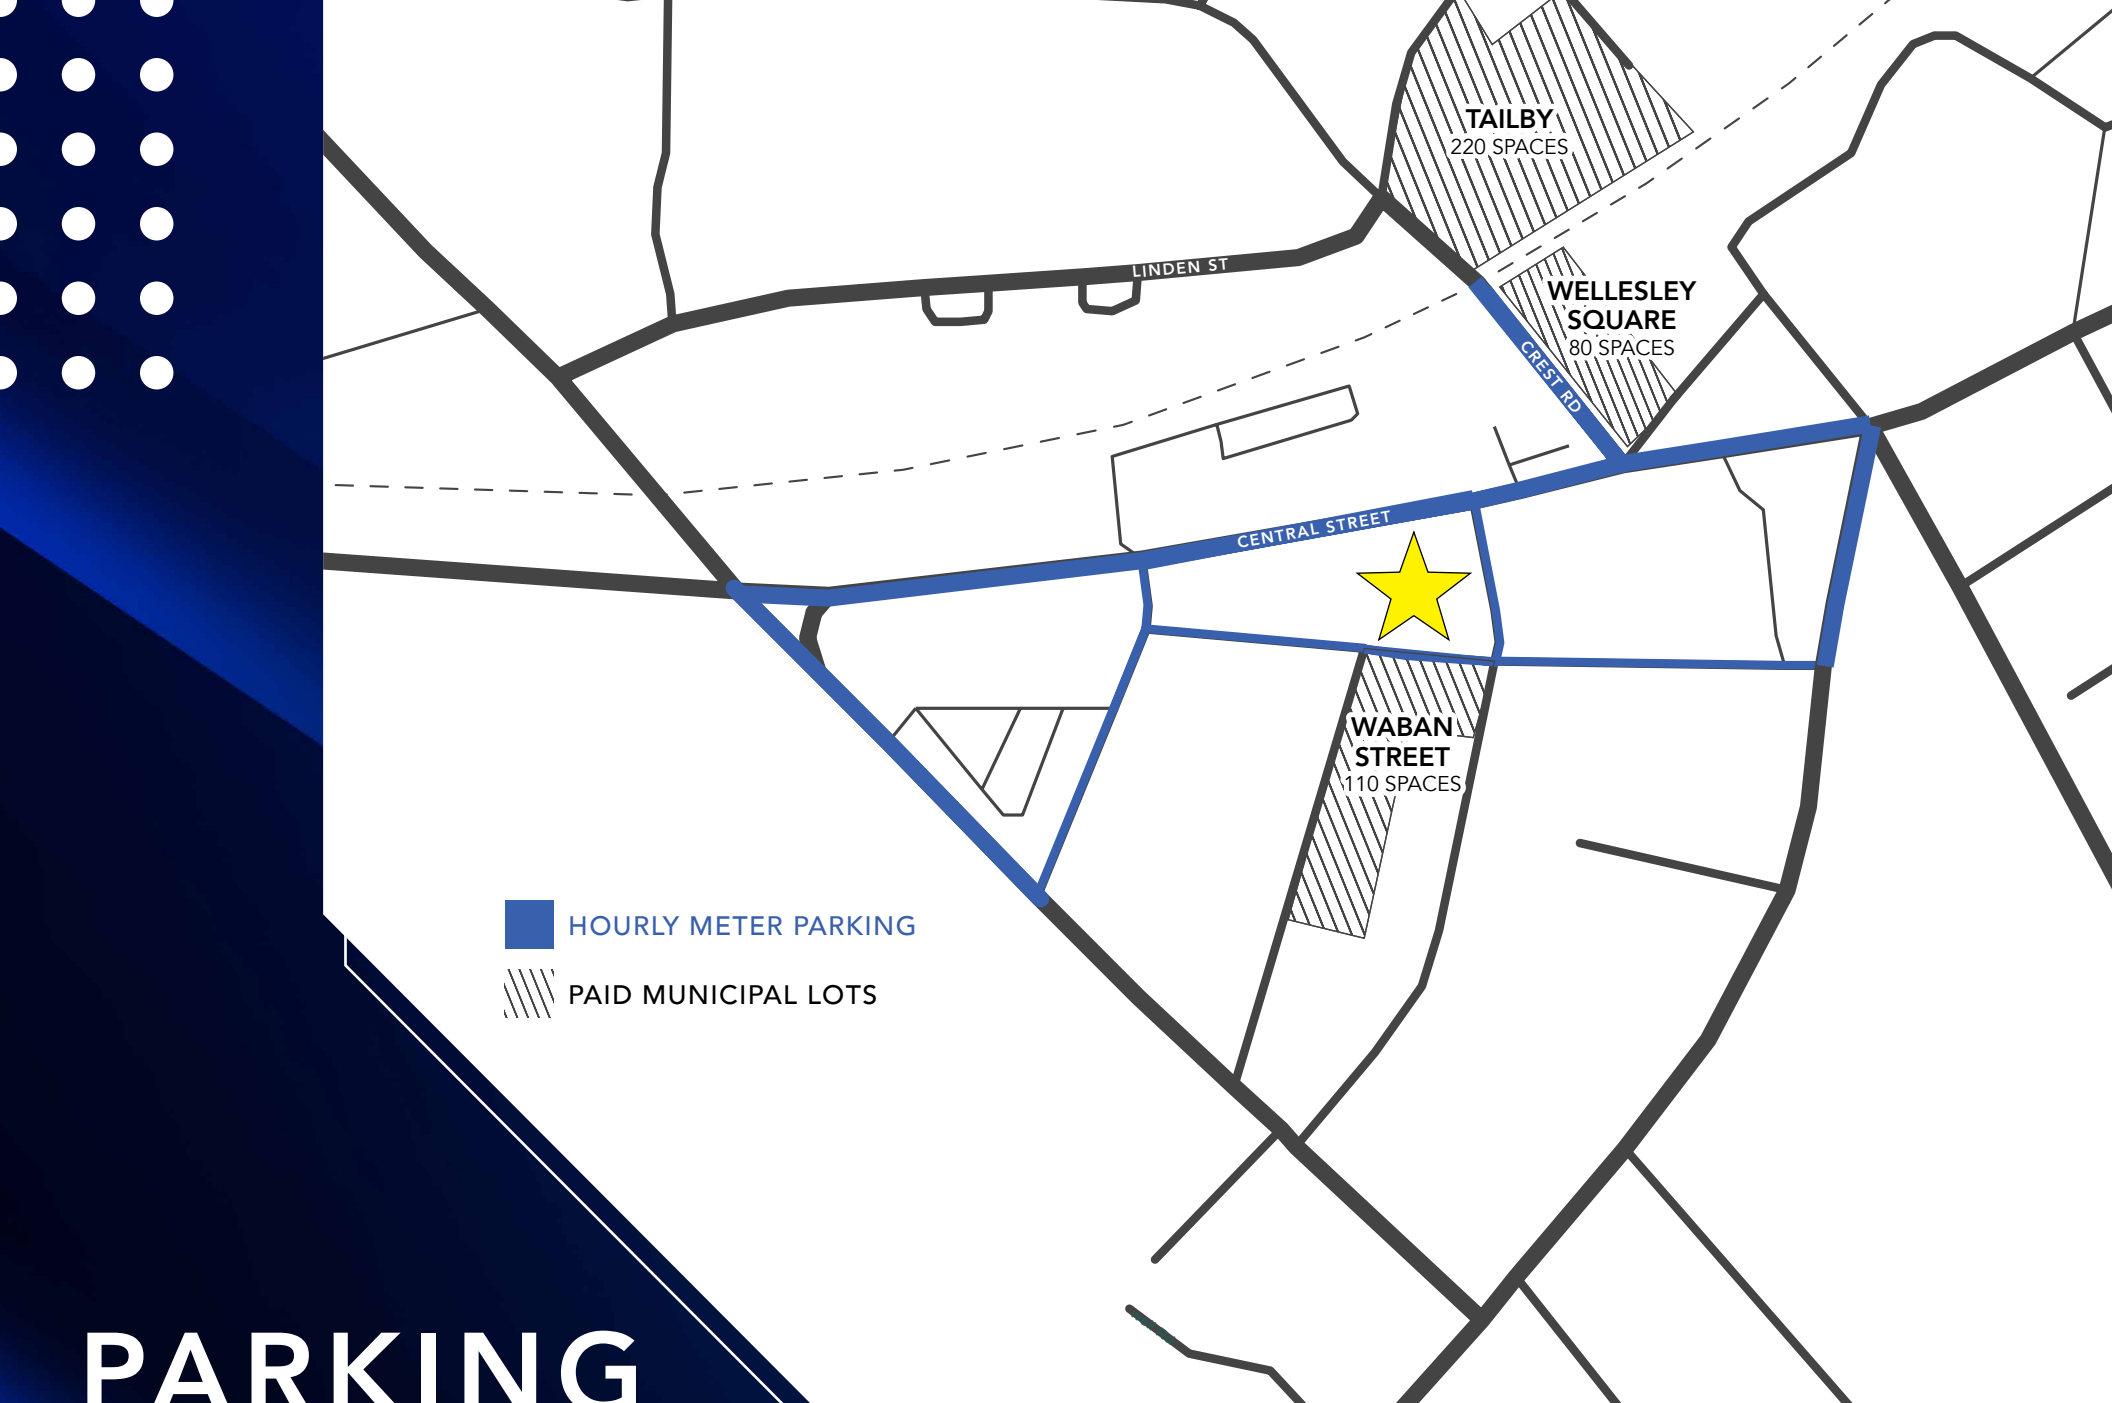 TAILBY
220 SPACES
LINDEN ST
WELLESLEY
SQUARE
80 SPACES
CREST RD
CENTRAL STREET
WABAN
STREET
110 SPACES
HOURLY METER PARKING
PAID MUNICIPAL LOTS
PARKING